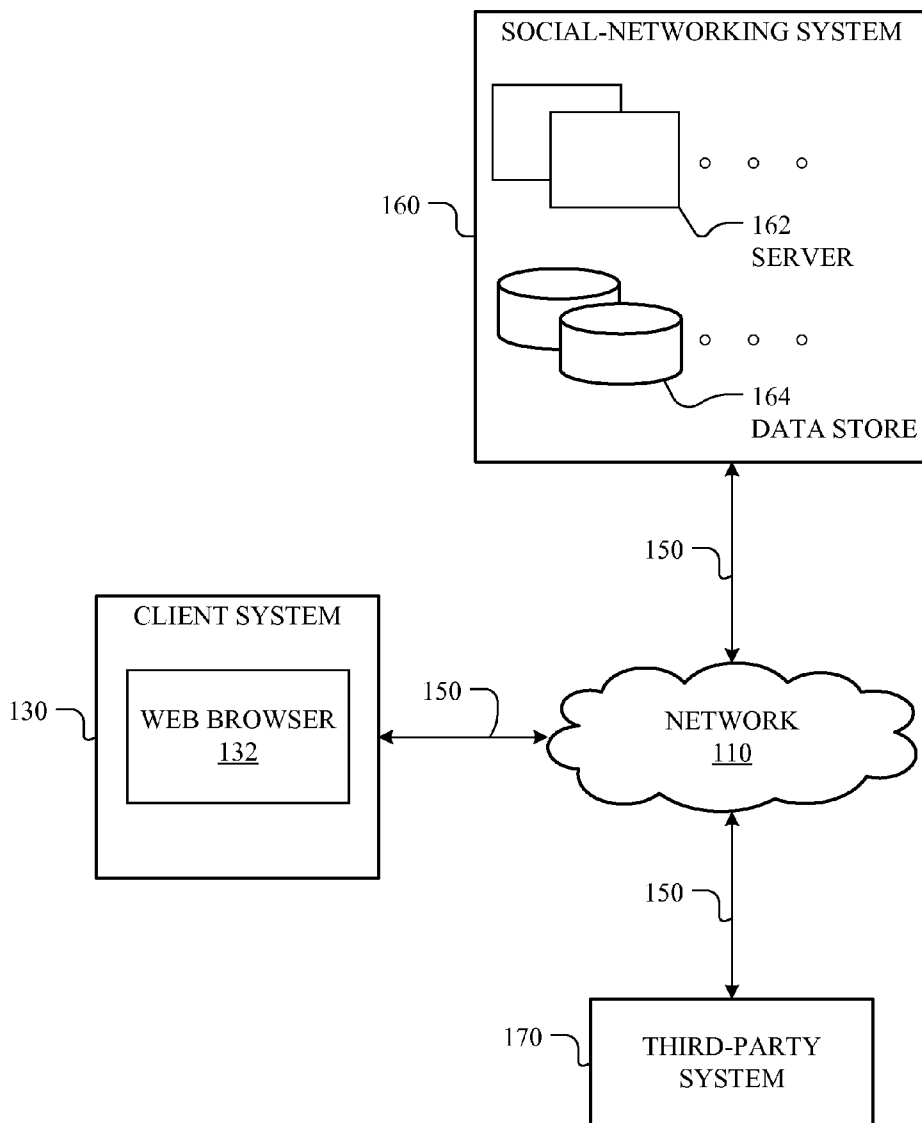 SOCIAL-NETWORKING SYSTEM
160
162
SERVER
164
DATA STORE
150
CLIENT SYSTEM
130
WEB BROWSER
132
150
NETWORK
110
150
170
THIRD-PARTY
SYSTEM